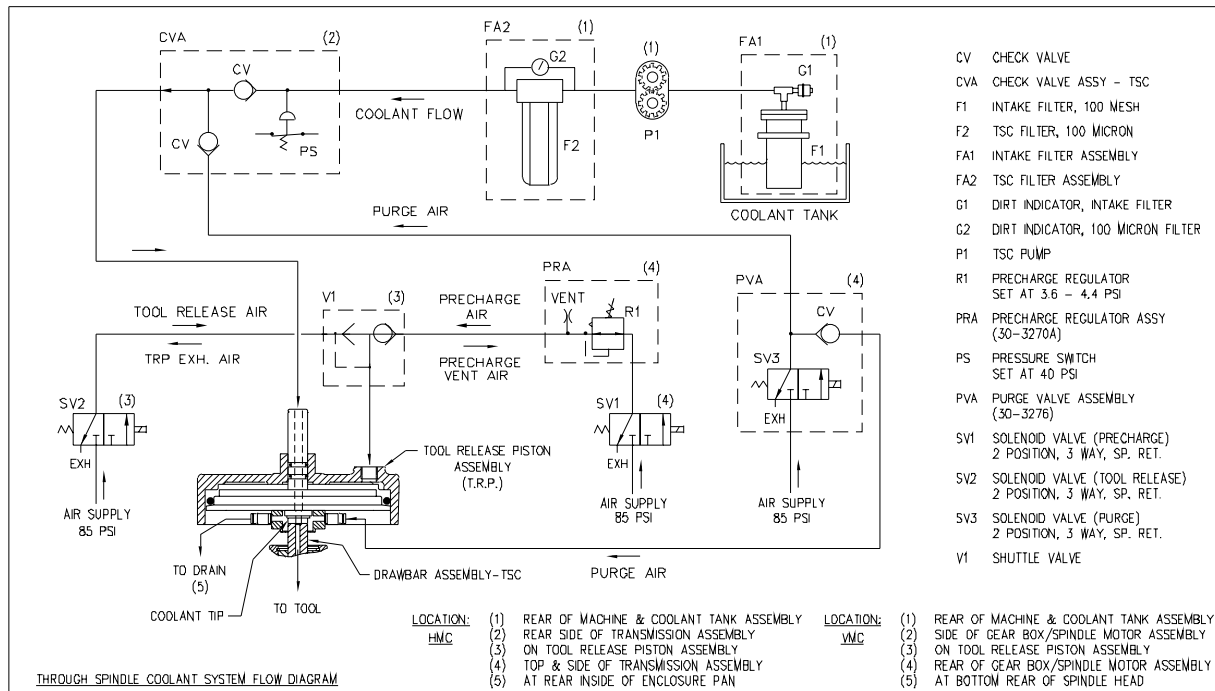 CVA (2)
CV
CV
PS
COOLANT FLOW
FA2 (1)
G2
F2
(1)
P1
FA1 (1)
G1
F1
COOLANT TANK
PURGE AIR
TOOL RELEASE AIR
TRP EXH. AIR
V1 (3)
PRECHARGE
AIR
PRECHARGE
VENT AIR
PRA (4)
VENT
R1
PVA (4)
CV
SV3
EXH
SV2 (3)
EXH
AIR SUPPLY
85 PSI
SV1 (4)
EXH
AIR SUPPLY
85 PSI
AIR SUPPLY
85 PSI
TOOL RELEASE PISTON
ASSEMBLY
(T.R.P.)
TO DRAIN
(5)
COOLANT TIP
TO TOOL
DRAWBAR ASSEMBLY-TSC
PURGE AIR
CV CHECK VALVE
CVA CHECK VALVE ASSY - TSC
F1 INTAKE FILTER, 100 MESH
F2 TSC FILTER, 100 MICRON
FA1 INTAKE FILTER ASSEMBLY
FA2 TSC FILTER ASSEMBLY
G1 DIRT INDICATOR, INTAKE FILTER
G2 DIRT INDICATOR, 100 MICRON FILTER
P1 TSC PUMP
R1 PRECHARGE REGULATOR
SET AT 3.6 - 4.4 PSI
PRA PRECHARGE REGULATOR ASSY
(30-3270A)
PS PRESSURE SWITCH
SET AT 40 PSI
PVA PURGE VALVE ASSEMBLY
(30-3276)
SV1 SOLENOID VALVE (PRECHARGE)
2 POSITION, 3 WAY, SP. RET.
SV2 SOLENOID VALVE (TOOL RELEASE)
2 POSITION, 3 WAY, SP. RET.
SV3 SOLENOID VALVE (PURGE)
2 POSITION, 3 WAY, SP. RET.
V1 SHUTTLE VALVE
LOCATION:
HMC
(1) REAR OF MACHINE & COOLANT TANK ASSEMBLY
(2) REAR SIDE OF TRANSMISSION ASSEMBLY
(3) ON TOOL RELEASE PISTON ASSEMBLY
(4) TOP & SIDE OF TRANSMISSION ASSEMBLY
(5) AT REAR INSIDE OF ENCLOSURE PAN
LOCATION:
VMC
(1) REAR OF MACHINE & COOLANT TANK ASSEMBLY
(2) SIDE OF GEAR BOX/SPINDLE MOTOR ASSEMBLY
(3) ON TOOL RELEASE PISTON ASSEMBLY
(4) REAR OF GEAR BOX/SPINDLE MOTOR ASSEMBLY
(5) AT BOTTOM REAR OF SPINDLE HEAD
THROUGH SPINDLE COOLANT SYSTEM FLOW DIAGRAM